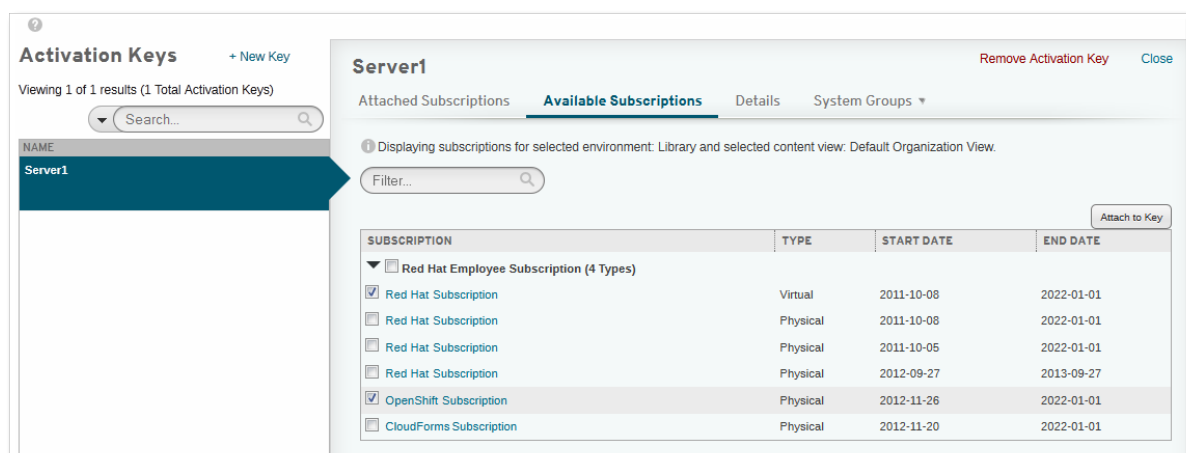 Activation Keys
+ New Key
Viewing 1 of 1 results (1 Total Activation Keys)
Search...
NAME
Server1
Server1
Remove Activation Key
Close
Attached Subscriptions
Available Subscriptions
Details
System Groups
Displaying subscriptions for selected environment: Library and selected content view: Default Organization View.
Filter...
Attach to Key
SUBSCRIPTION TYPE START DATE END DATE
Red Hat Employee Subscription (4 Types)
Red Hat Subscription Virtual 2011-10-08 2022-01-01
Red Hat Subscription Physical 2011-10-08 2022-01-01
Red Hat Subscription Physical 2011-10-05 2022-01-01
Red Hat Subscription Physical 2012-09-27 2013-09-27
OpenShift Subscription Physical 2012-11-26 2022-01-01
CloudForms Subscription Physical 2012-11-20 2022-01-01